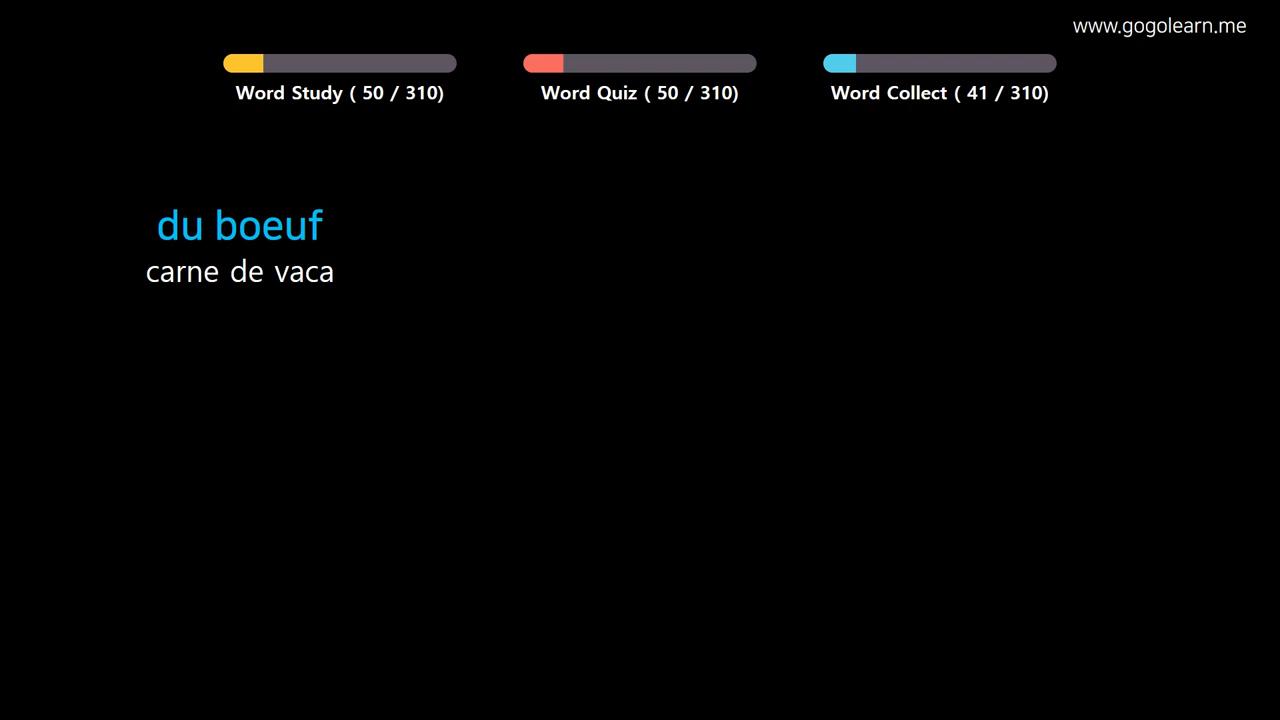 www.gogolearn.me
Word Study ( 50 / 310)
Word Quiz ( 50 / 310)
Word Collect ( 41 / 310)
du boeuf
carne de vaca